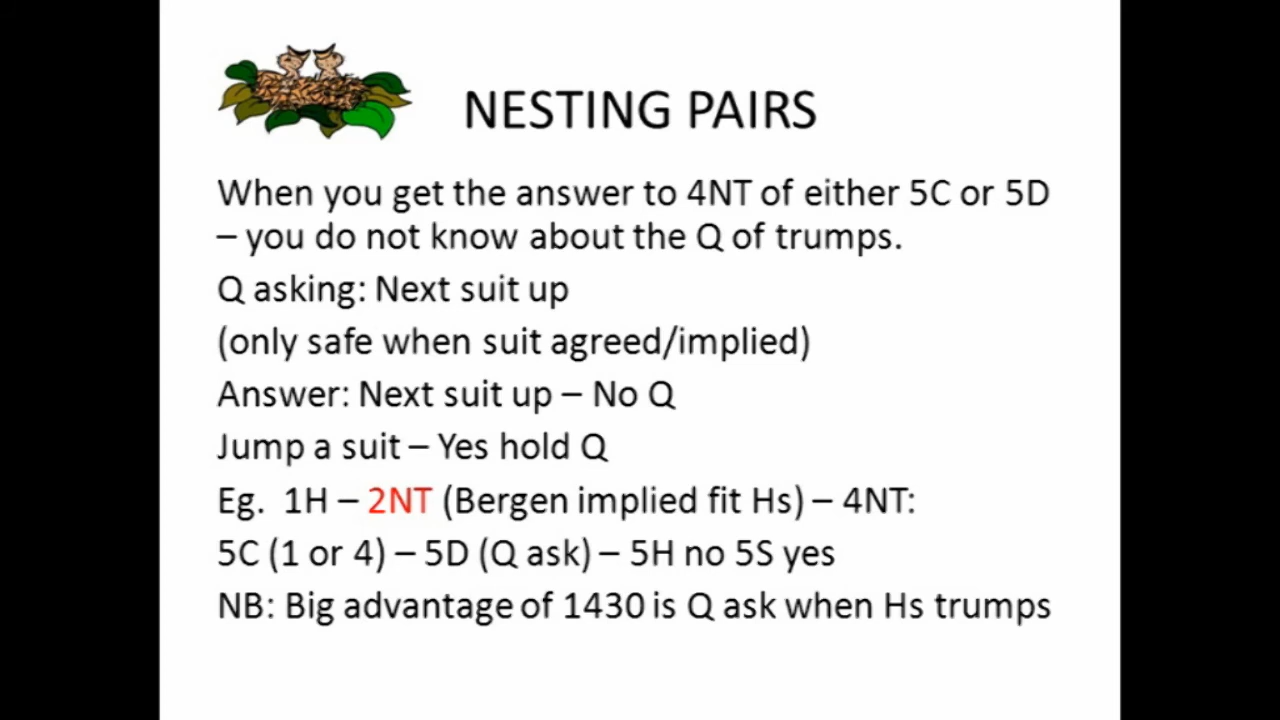 NESTING PAIRS
When you get the answer to 4NT of either 5C or 5D
– you do not know about the Q of trumps.
Q asking: Next suit up
(only safe when suit agreed/implied)
Answer: Next suit up – No Q
Jump a suit – Yes hold Q
Eg. 1H – 2NT (Bergen implied fit Hs) – 4NT:
5C (1 or 4) – 5D (Q ask) – 5H no 5S yes
NB: Big advantage of 1430 is Q ask when Hs trumps